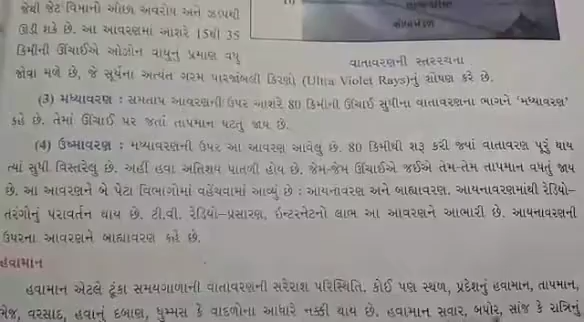 જેથી જેટ વિમાનો ઓછા અવરોધ અને ઝડપથી
ઊડી શકે છે. આ આવરણમાં આશરે 15થી 35
કિમીની ઊંચાઈએ ઓઝોન વાયુનું પ્રમાણ વધુ
વાતાવરણની સ્તરરચના
જોવા મળે છે, જે સૂર્યના અત્યંત ગરમ પારજાંબલી કિરણો (Ultra Violet Rays)નું શોષણ કરે છે.
(3) મધ્યાવરણ : સમતાપ આવરણની ઉપર આશરે 80 કિમીની ઊંચાઈ સુધીના વાતાવરણના ભાગને ‘મધ્યાવરણ’
કહે છે. તેમાં ઊંચાઈ પર જતાં તાપમાન ઘટતું જાય છે.
(4) ઉષ્માવરણ : મધ્યાવરણની ઉપર આ આવરણ આવેલું છે. 80 કિમીથી શરૂ કરી જ્યાં વાતાવરણ પૂરું થાય
ત્યાં સુધી વિસ્તરેલું છે. અહીં હવા અતિશય પાતળી હોય છે. જેમ-જેમ ઊંચાઈએ જઈએ તેમ-તેમ તાપમાન વધતું જાય
છે. આ આવરણને બે પેટા વિભાગોમાં વહેંચવામાં આવ્યું છે : આયનાવરણ અને બાહ્યાવરણ. આયનાવરણમાંથી રેડિયો-
તરંગોનું પરાવર્તન થાય છે. ટી.વી. રેડિયો-પ્રસારણ, ઇન્ટરનેટનો લાભ આ આવરણને આભારી છે. આયનાવરણની
ઉપરના આવરણને બાહ્યાવરણ કહે છે.
હવામાન
હવામાન એટલે ટૂંકા સમયગાળાની વાતાવરણની સરેરાશ પરિસ્થિતિ. કોઈ પણ સ્થળ, પ્રદેશનું હવામાન, તાપમાન,
ભેજ, વરસાદ, હવાનું દબાણ, ધુમ્મસ કે વાદળોના આધારે નક્કી થાય છે. હવામાન સવાર, બપોર, સાંજ કે રાત્રિનું